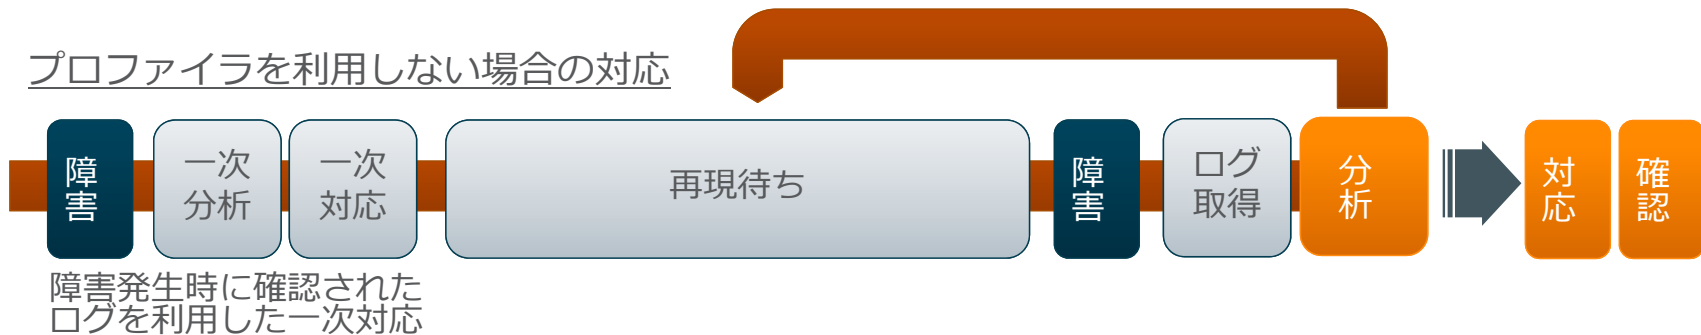 プロファイラを利用しない場合の対応
障害
一次
分析
一次
対応
再現待ち
障害
ログ
取得
分析
対応
確認
障害発生時に確認された
ログを利用した一次対応